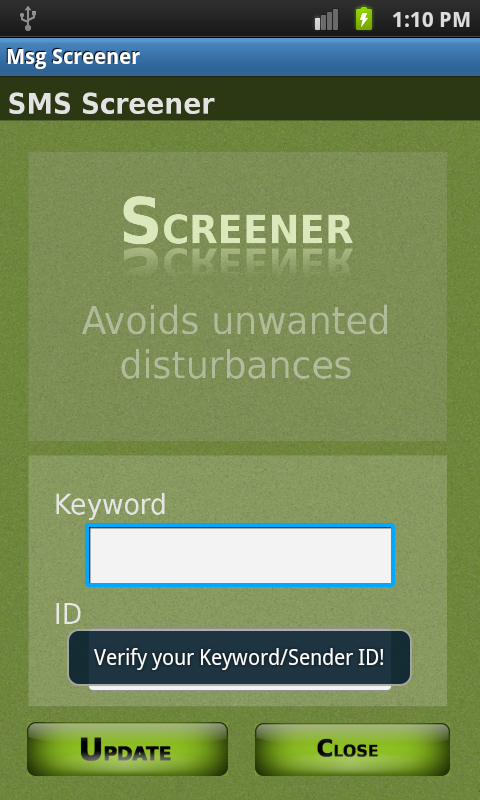 1:10 PM
Msg Screener
SMS Screener
SCREENER
Avoids unwanted
disturbances
Keyword
ID
Verify your Keyword/Sender ID!
UPDATE
CLOSE